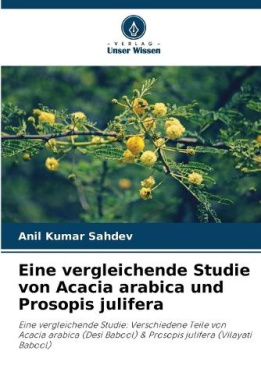 - VERLAG -
Unser Wissen
Anil Kumar Sahdev
Eine vergleichende Studie
von Acacia arabica und
Prosopis julifera
Eine vergleichende Studie: Verschiedene Teile von
Acacia arabica (Desi Babool) & Prosopis julifera (Vilayati
Babool)